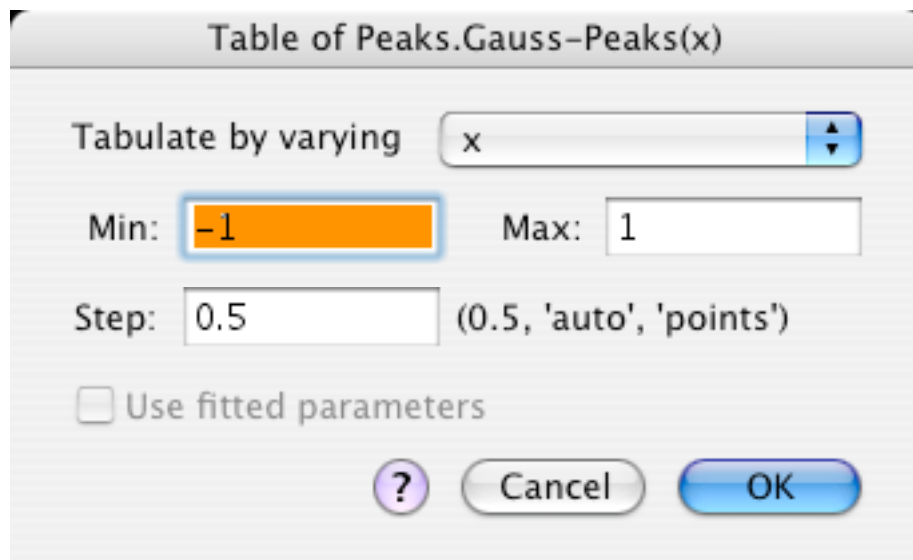 Table of Peaks.Gauss-Peaks(x)
Tabulate by varying x
Min: -1 Max: 1
Step: 0.5 (0.5, 'auto', 'points')
Use fitted parameters
? Cancel OK